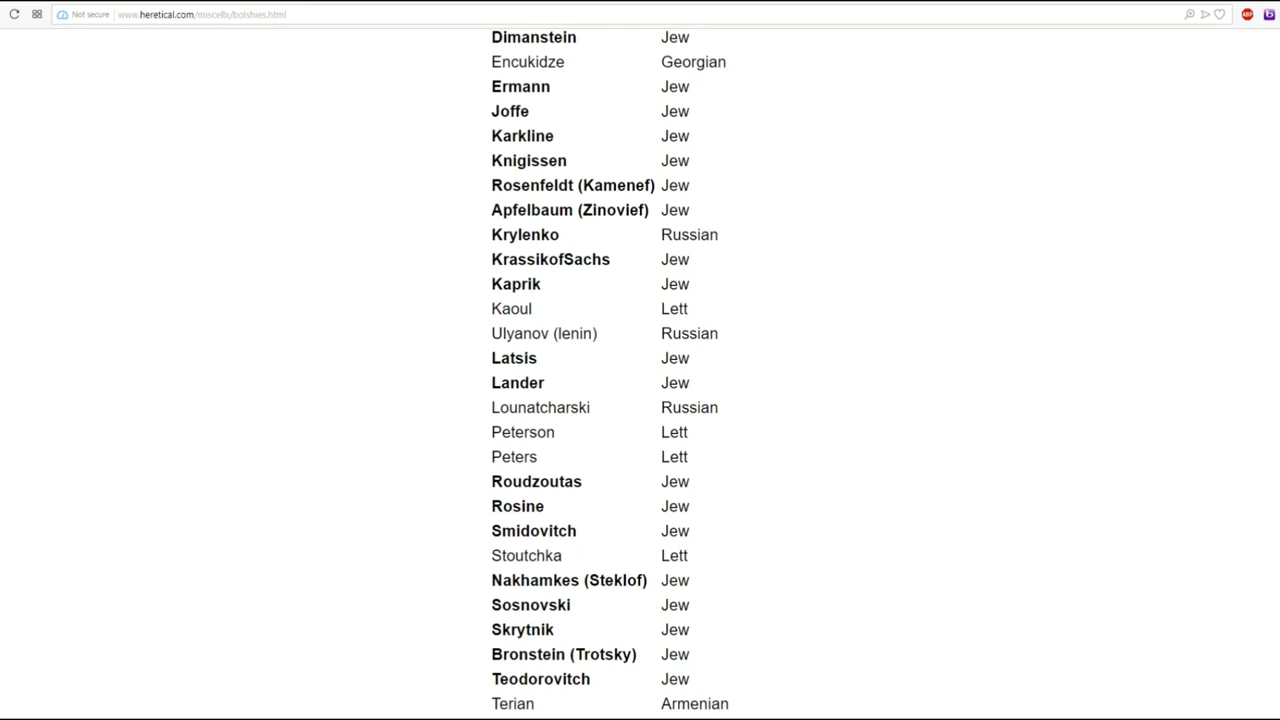 Not secure www.heretical.com/miscellx/bolshies.html
Dimanstein Jew
Encukidze Georgian
Ermann Jew
Joffe Jew
Karkline Jew
Knigissen Jew
Rosenfeldt (Kamenef) Jew
Apfelbaum (Zinovief) Jew
Krylenko Russian
KrassikofSachs Jew
Kaprik Jew
Kaoul Lett
Ulyanov (lenin) Russian
Latsis Jew
Lander Jew
Lounatcharski Russian
Peterson Lett
Peters Lett
Roudzoutas Jew
Rosine Jew
Smidovitch Jew
Stoutchka Lett
Nakhamkes (Steklof) Jew
Sosnovski Jew
Skrytnik Jew
Bronstein (Trotsky) Jew
Teodorovitch Jew
Terian Armenian